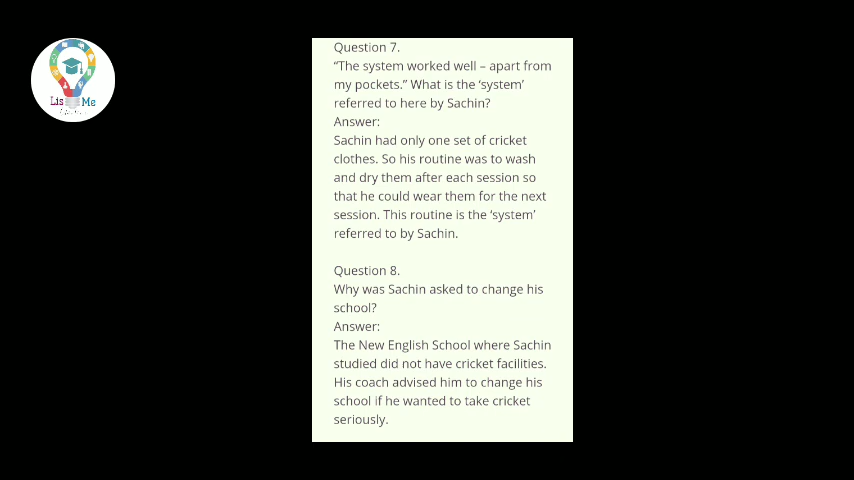 Lis Me
Question 7.
“The system worked well – apart from
my pockets.” What is the ‘system’
referred to here by Sachin?
Answer:
Sachin had only one set of cricket
clothes. So his routine was to wash
and dry them after each session so
that he could wear them for the next
session. This routine is the ‘system’
referred to by Sachin.
Question 8.
Why was Sachin asked to change his
school?
Answer:
The New English School where Sachin
studied did not have cricket facilities.
His coach advised him to change his
school if he wanted to take cricket
seriously.